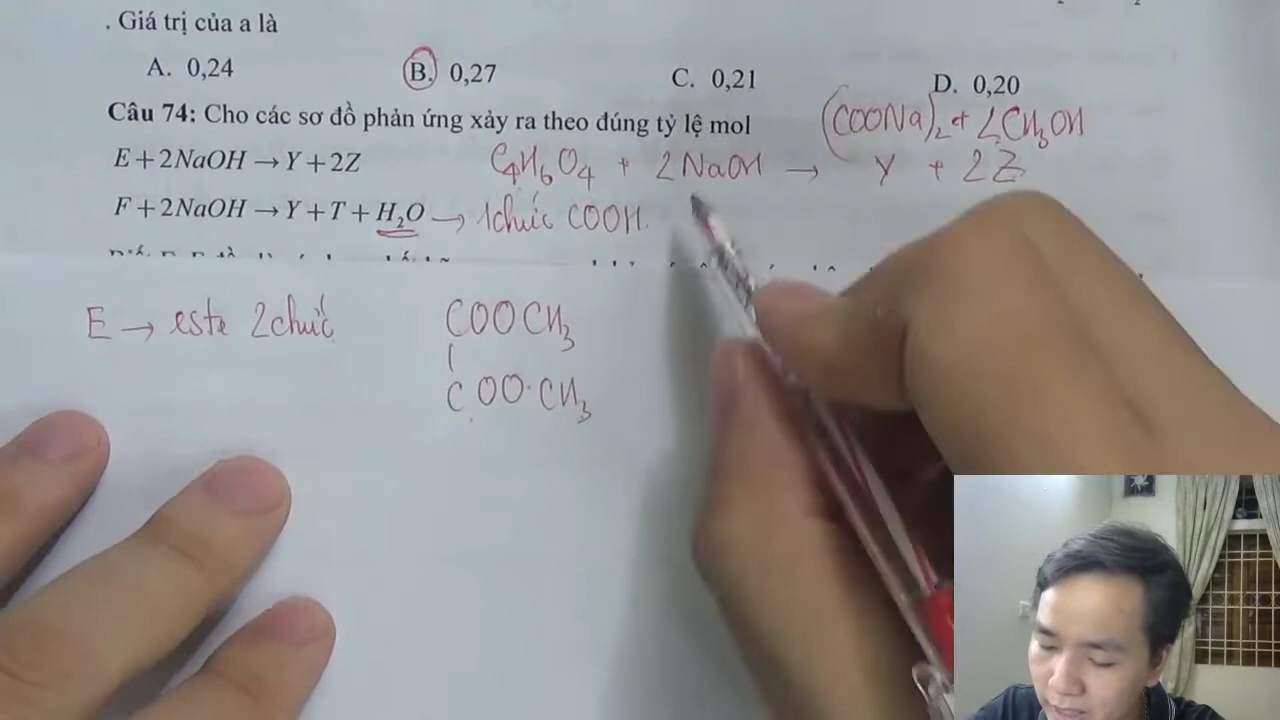 . Giá trị của a là
A. 0,24 B. 0,27 C. 0,21 D. 0,20
Câu 74: Cho các sơ đồ phản ứng xảy ra theo đúng tỷ lệ mol
(COONa)₂ + 2CH₃OH
E + 2NaOH → Y + 2Z C₄H₆O₄ + 2NaOH → Y + 2Z
F + 2NaOH → Y + T + H₂O → 1chức COOH.
E → este 2chức COOCH₃
|
COO·CH₃